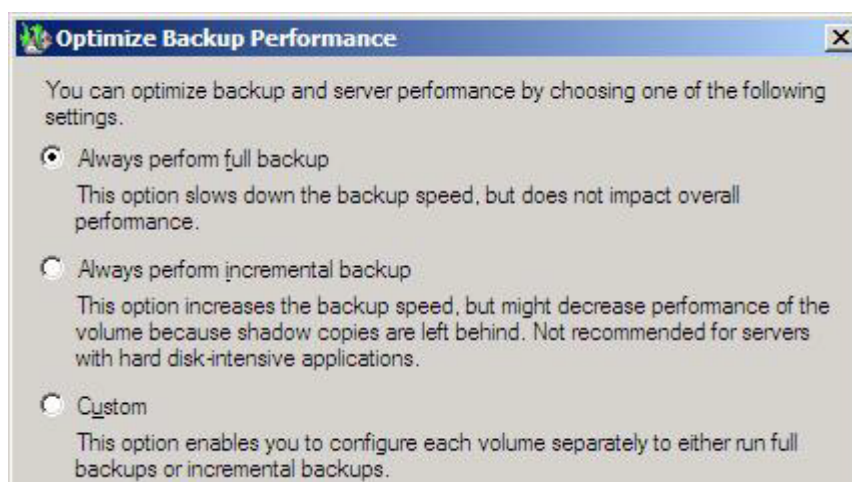 Optimize Backup Performance
You can optimize backup and server performance by choosing one of the following
settings.
Always perform full backup
This option slows down the backup speed, but does not impact overall
performance.
Always perform incremental backup
This option increases the backup speed, but might decrease performance of the
volume because shadow copies are left behind. Not recommended for servers
with hard disk-intensive applications.
Custom
This option enables you to configure each volume separately to either run full
backups or incremental backups.